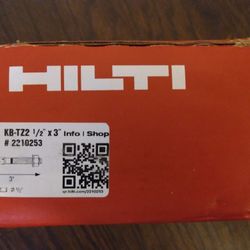 HILTI
KB-TZ2 1/2" x 3" Info | Shop
# 2210253
3"
qr.hilti.com/2210253